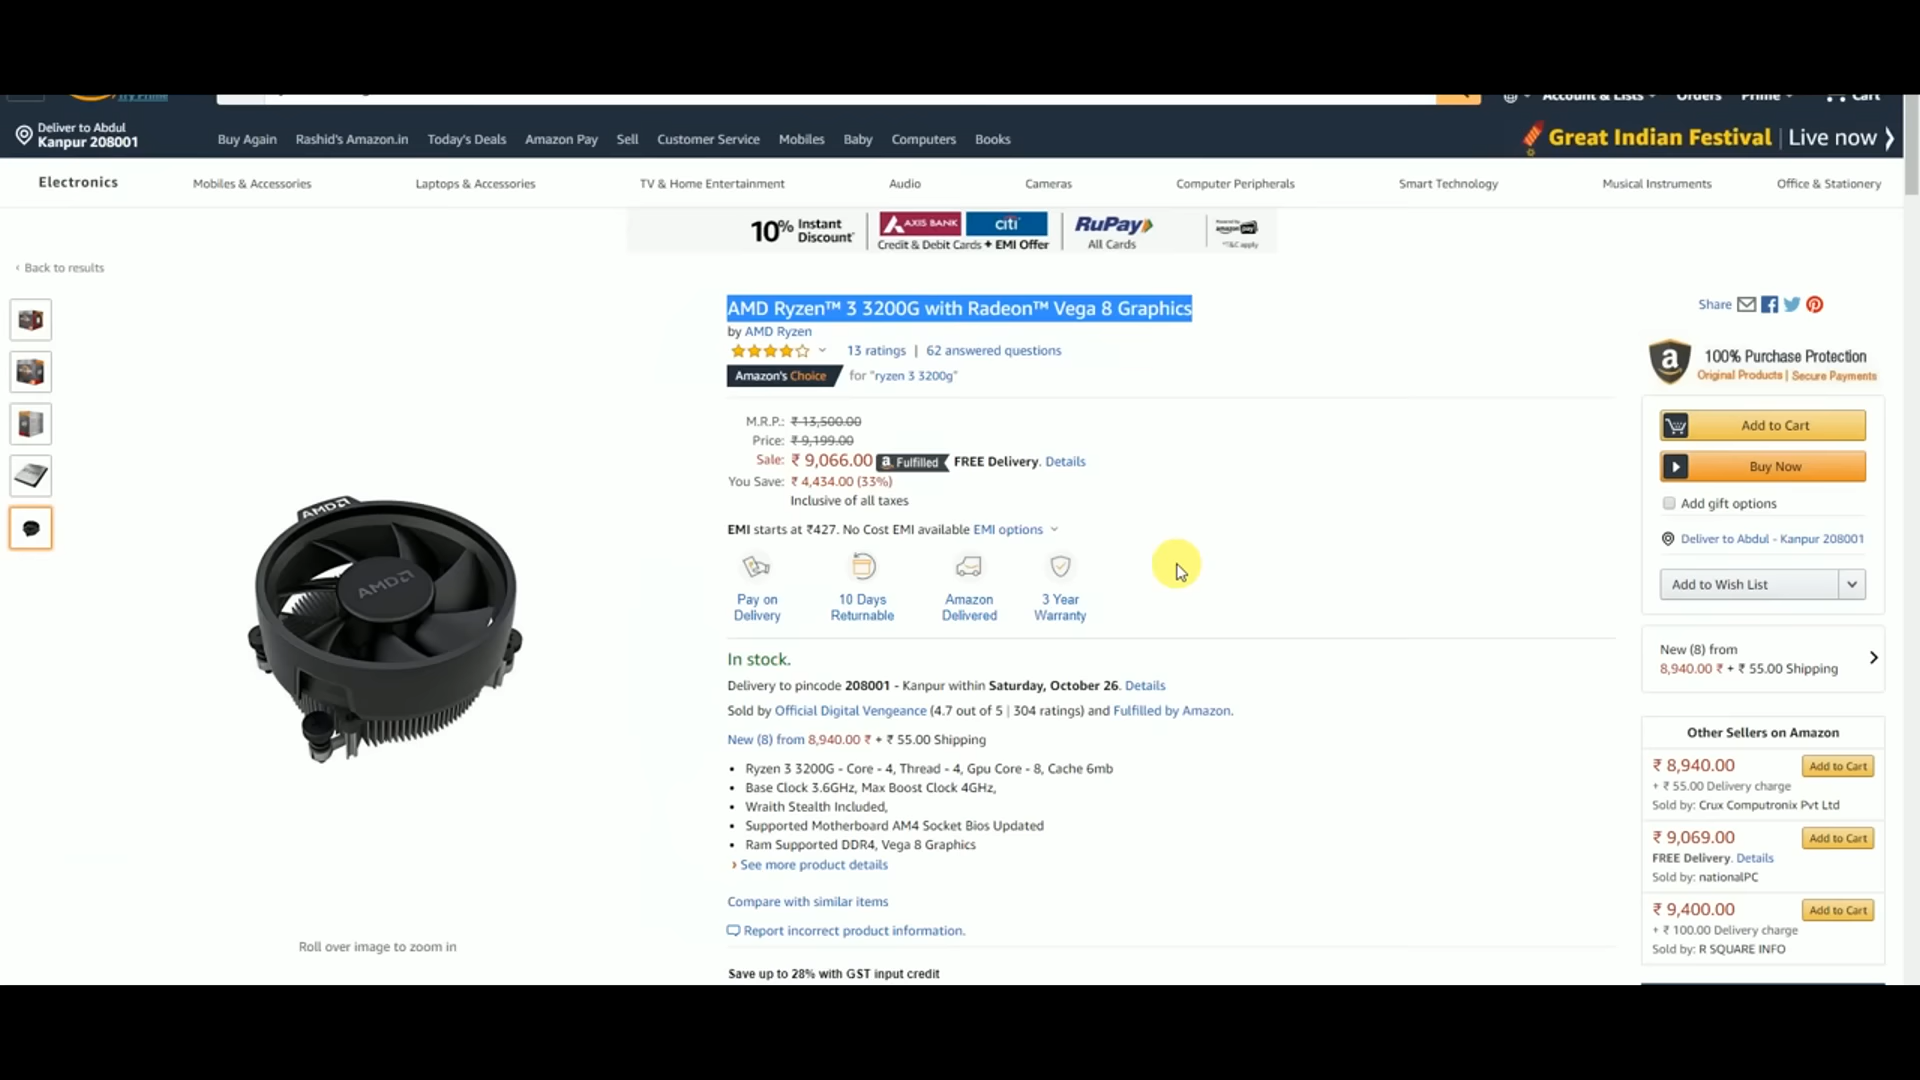 Try Prime
Account & Lists
Orders
Prime
Cart
Deliver to Abdul
Kanpur 208001
Buy Again
Rashid's Amazon.in
Today's Deals
Amazon Pay
Sell
Customer Service
Mobiles
Baby
Computers
Books
Great Indian Festival | Live now
Electronics
Mobiles & Accessories
Laptops & Accessories
TV & Home Entertainment
Audio
Cameras
Computer Peripherals
Smart Technology
Musical Instruments
Office & Stationery
10% Instant Discount*
AXIS BANK
citi
Credit & Debit Cards + EMI Offer
RuPay
All Cards
Powered by
amazon pay
*T&C apply
‹ Back to results
AMD Ryzen™ 3 3200G with Radeon™ Vega 8 Graphics
by AMD Ryzen
13 ratings | 62 answered questions
Amazon's Choice for "ryzen 3 3200g"
M.R.P.: ₹ 13,500.00
Price: ₹ 9,199.00
Sale: ₹ 9,066.00 a Fulfilled FREE Delivery. Details
You Save: ₹ 4,434.00 (33%)
Inclusive of all taxes
EMI starts at ₹427. No Cost EMI available EMI options
Pay on Delivery
10 Days Returnable
Amazon Delivered
3 Year Warranty
In stock.
Delivery to pincode 208001 - Kanpur within Saturday, October 26. Details
Sold by Official Digital Vengeance (4.7 out of 5 | 304 ratings) and Fulfilled by Amazon.
New (8) from 8,940.00 ₹ + ₹ 55.00 Shipping
• Ryzen 3 3200G - Core - 4, Thread - 4, Gpu Core - 8, Cache 6mb
• Base Clock 3.6GHz, Max Boost Clock 4GHz,
• Wraith Stealth Included,
• Supported Motherboard AM4 Socket Bios Updated
• Ram Supported DDR4, Vega 8 Graphics
› See more product details
Compare with similar items
Report incorrect product information.
Save up to 28% with GST input credit
AMD
AMD
Roll over image to zoom in
Share
a
100% Purchase Protection
Original Products | Secure Payments
Add to Cart
Buy Now
Add gift options
Deliver to Abdul - Kanpur 208001
Add to Wish List
New (8) from
8,940.00 ₹ + ₹ 55.00 Shipping
Other Sellers on Amazon
₹ 8,940.00
Add to Cart
+ ₹ 55.00 Delivery charge
Sold by: Crux Computronix Pvt Ltd
₹ 9,069.00
Add to Cart
FREE Delivery. Details
Sold by: nationalPC
₹ 9,400.00
Add to Cart
+ ₹ 100.00 Delivery charge
Sold by: R SQUARE INFO